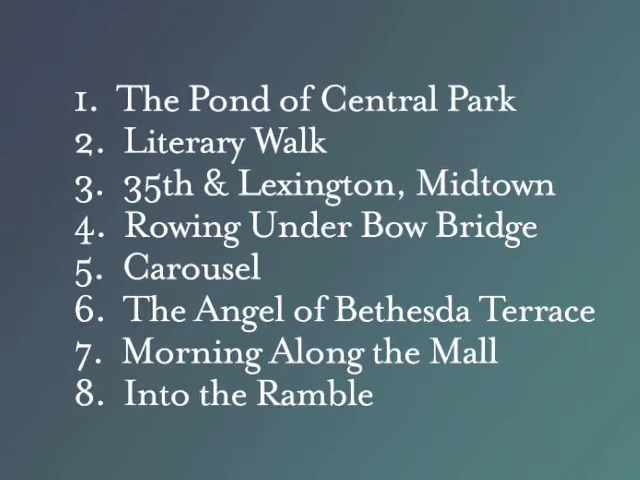 1. The Pond of Central Park
2. Literary Walk
3. 35th & Lexington, Midtown
4. Rowing Under Bow Bridge
5. Carousel
6. The Angel of Bethesda Terrace
7. Morning Along the Mall
8. Into the Ramble